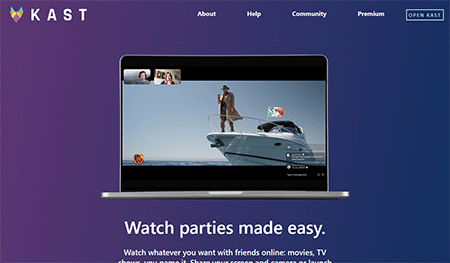 KAST
About
Help
Community
Premium
OPEN KAST
Watch parties made easy.
Watch whatever you want with friends online: movies, TV
shows, you name it. Share your screen and camera or launch